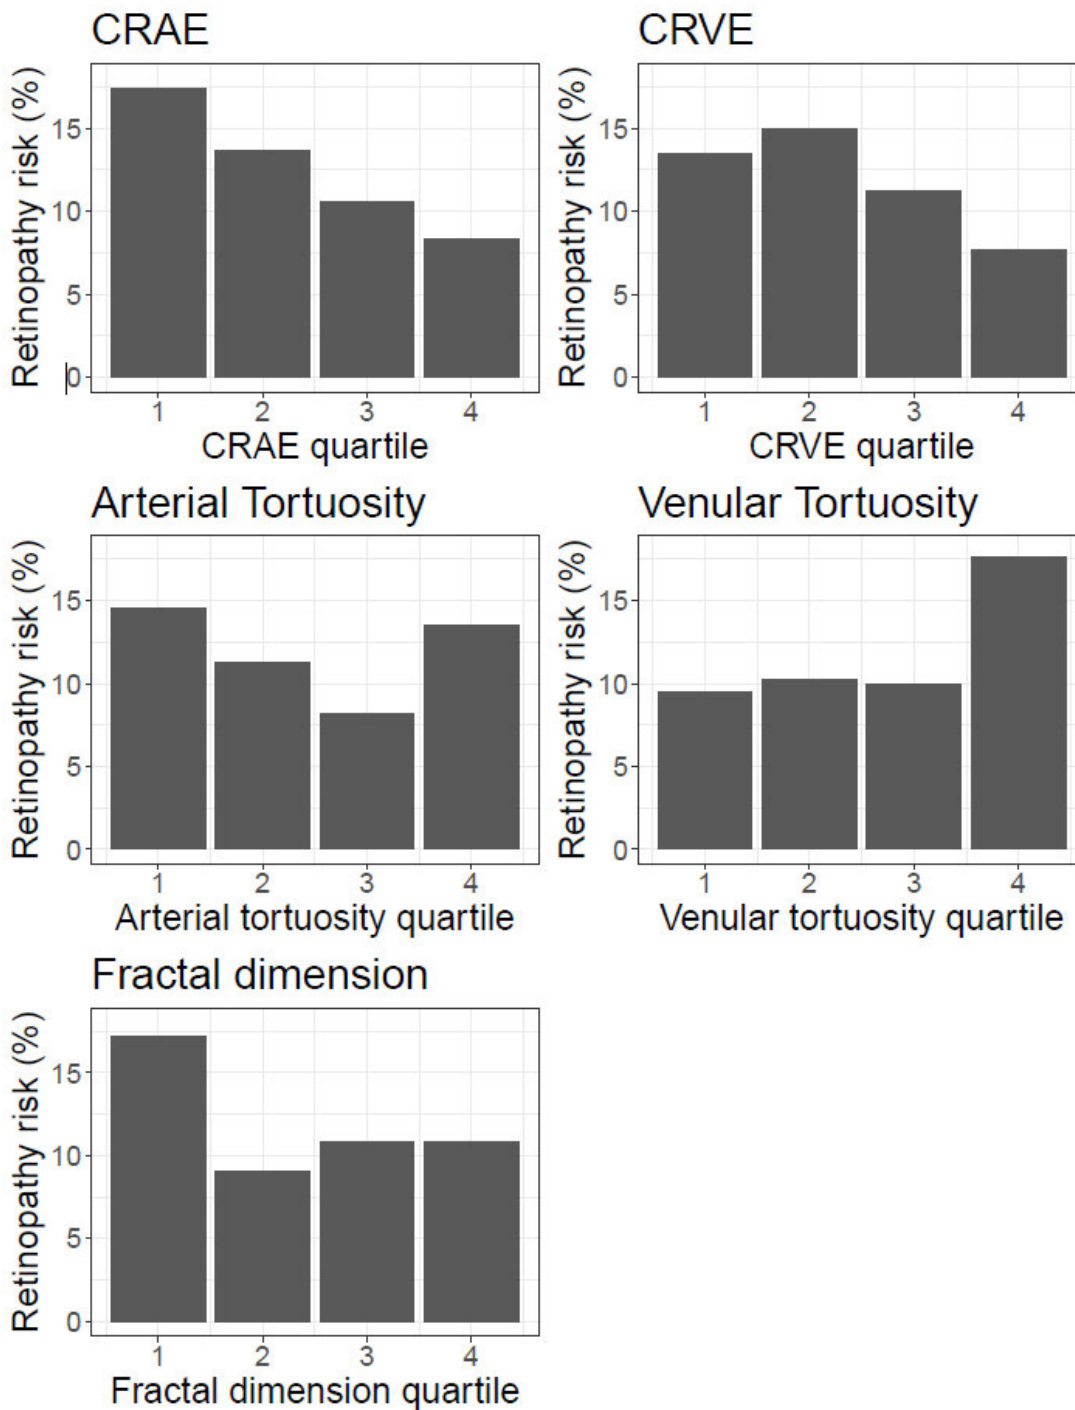 CRAE
Retinopathy risk (%)
15
10
5
0
1 2 3 4
CRAE quartile
CRVE
Retinopathy risk (%)
15
10
5
0
1 2 3 4
CRVE quartile
Arterial Tortuosity
Retinopathy risk (%)
15
10
5
0
1 2 3 4
Arterial tortuosity quartile
Venular Tortuosity
Retinopathy risk (%)
15
10
5
0
1 2 3 4
Venular tortuosity quartile
Fractal dimension
Retinopathy risk (%)
15
10
5
0
1 2 3 4
Fractal dimension quartile